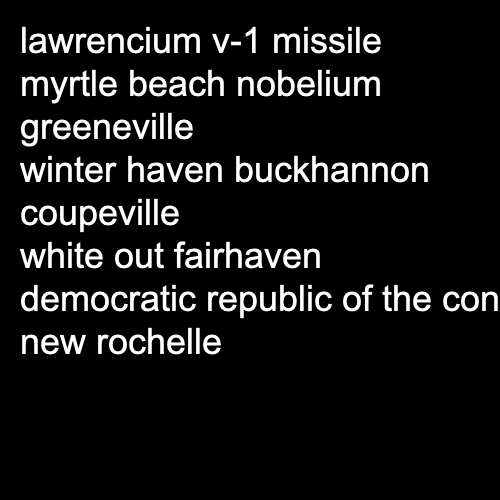 lawrencium v-1 missile
myrtle beach nobelium
greeneville
winter haven buckhannon
coupeville
white out fairhaven
democratic republic of the con
new rochelle